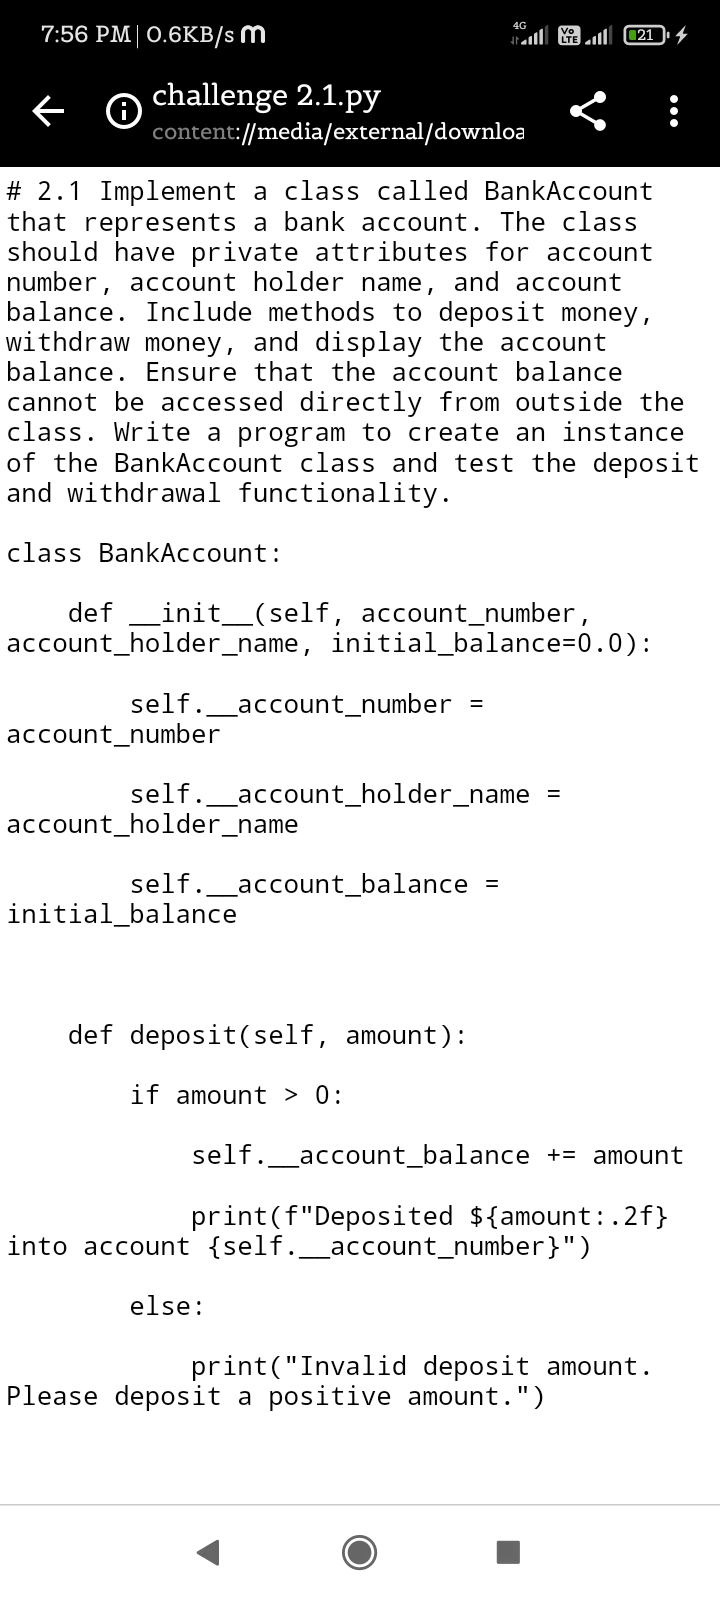 7:56 PM | 0.6KB/s m
4G Vo LTE 21
challenge 2.1.py
content://media/external/downloa
# 2.1 Implement a class called BankAccount
that represents a bank account. The class
should have private attributes for account
number, account holder name, and account
balance. Include methods to deposit money,
withdraw money, and display the account
balance. Ensure that the account balance
cannot be accessed directly from outside the
class. Write a program to create an instance
of the BankAccount class and test the deposit
and withdrawal functionality.
class BankAccount:
    def __init__(self, account_number,
account_holder_name, initial_balance=0.0):
        self.__account_number =
account_number
        self.__account_holder_name =
account_holder_name
        self.__account_balance =
initial_balance
    def deposit(self, amount):
        if amount > 0:
            self.__account_balance += amount
            print(f"Deposited ${amount:.2f}
into account {self.__account_number}")
        else:
            print("Invalid deposit amount.
Please deposit a positive amount.")